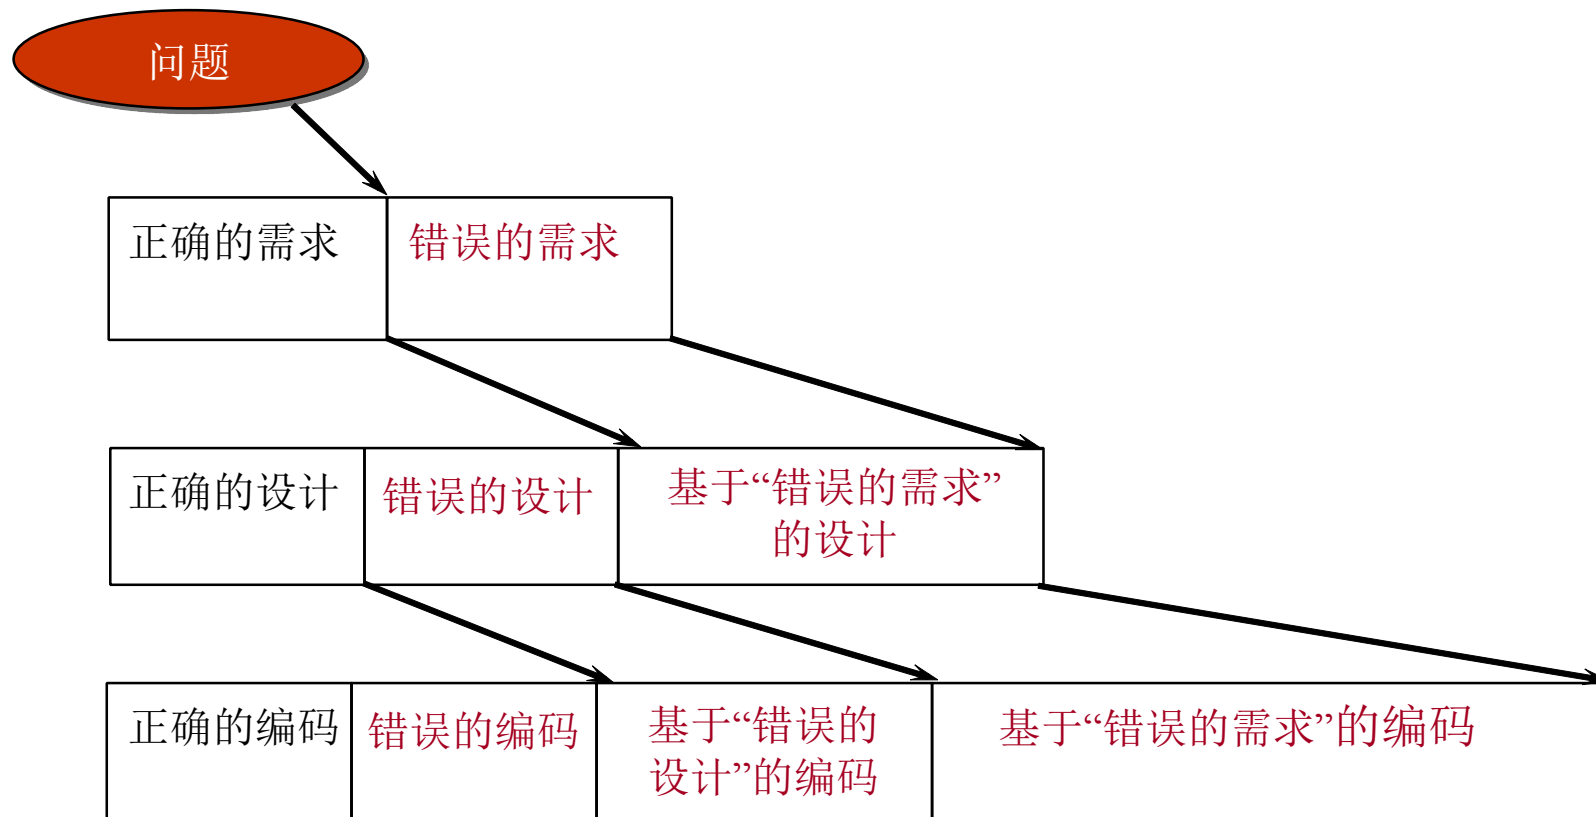 问题
正确的需求
错误的需求
正确的设计
错误的设计
基于“错误的需求”
的设计
正确的编码
错误的编码
基于“错误的
设计”的编码
基于“错误的需求”的编码